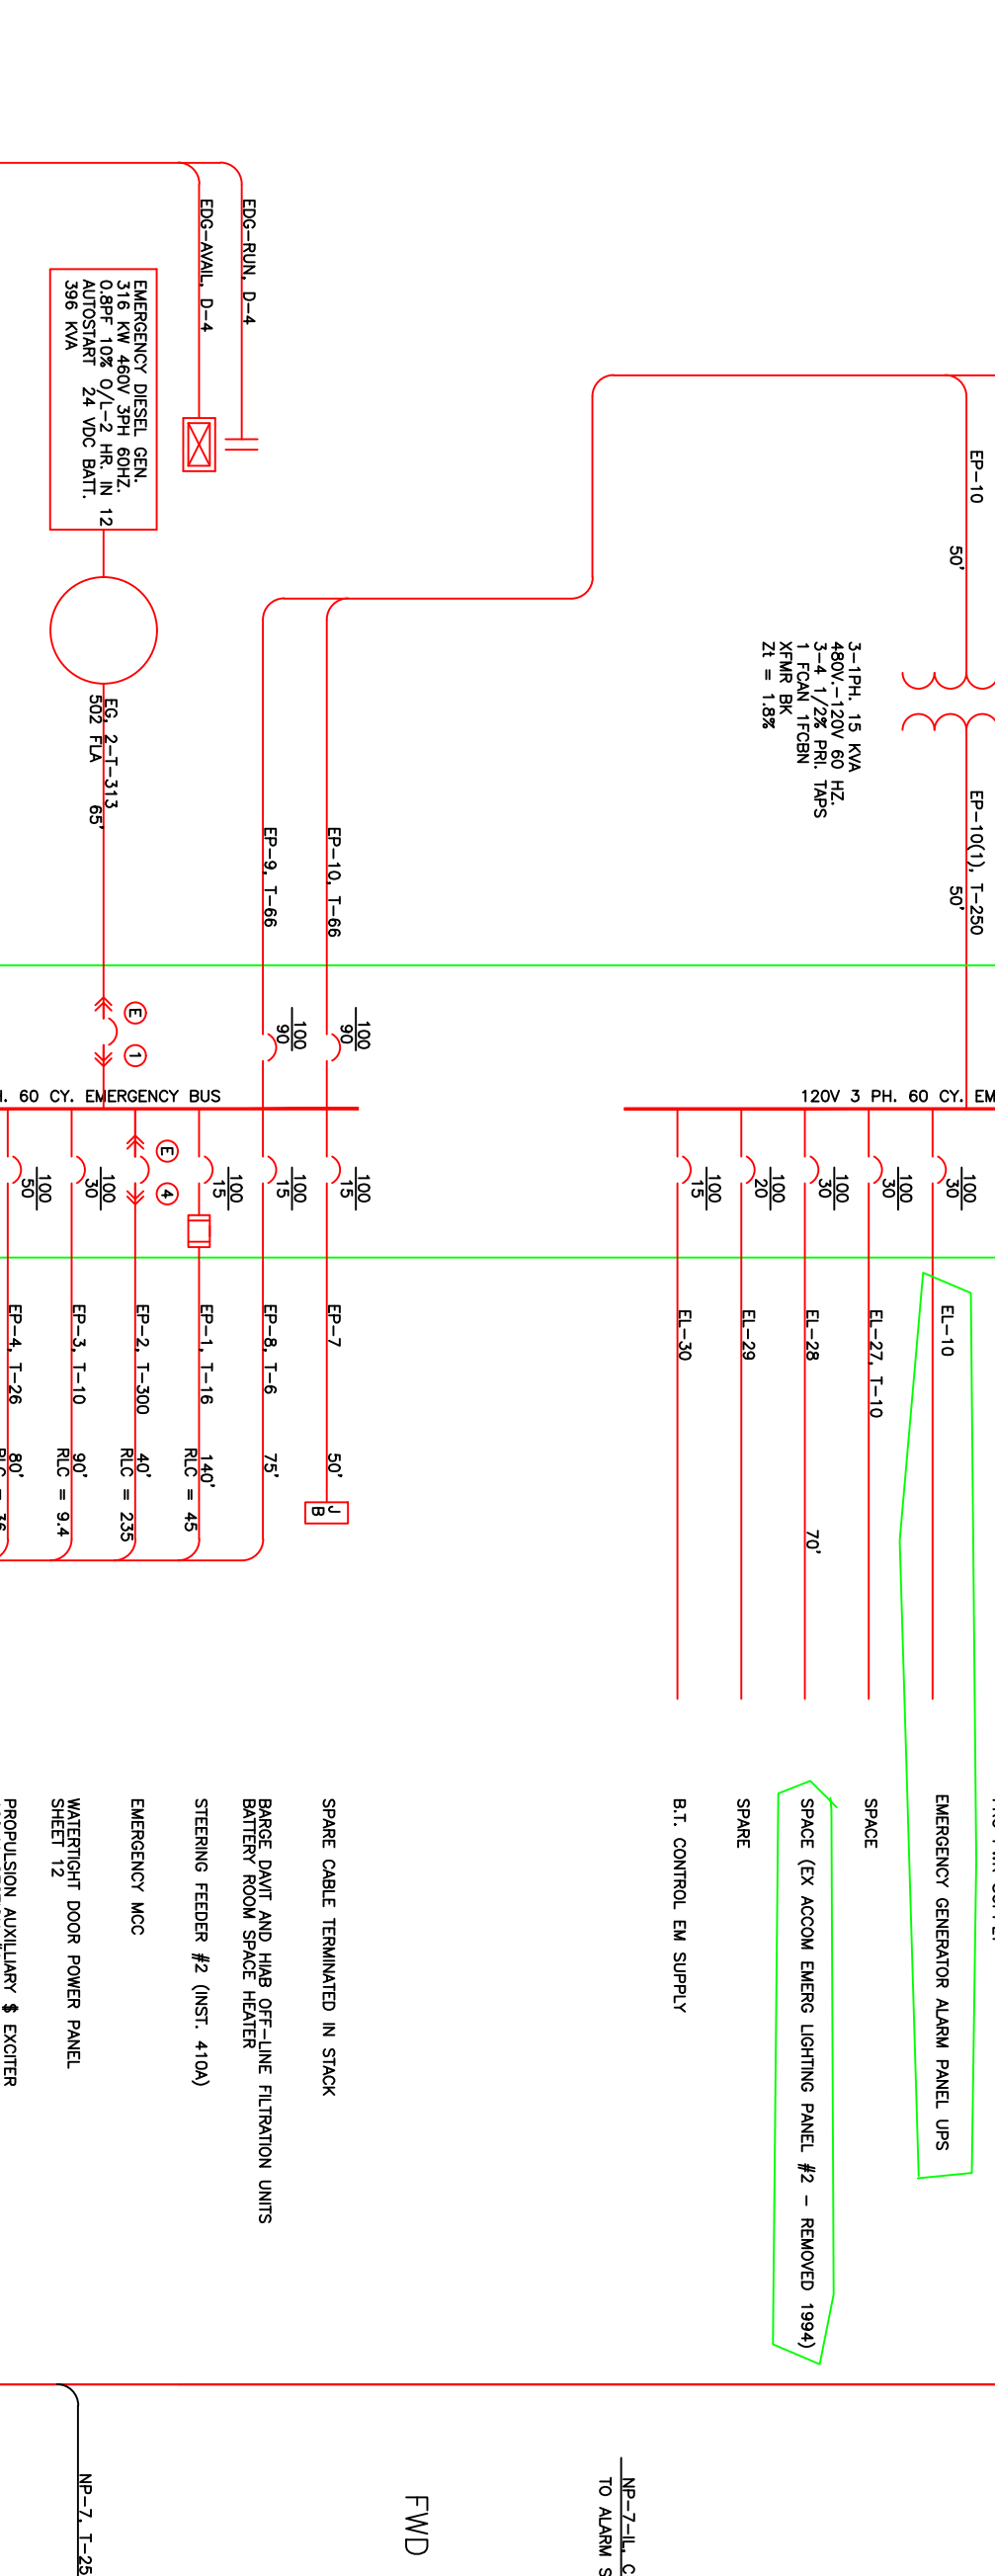 EDG-RUN, D-4
EDG-AVAIL, D-4
EMERGENCY DIESEL GEN.
316 KW 460V 3PH 60HZ.
0.8PF 10% O/L-2 HR. IN 12
AUTOSTART 24 VDC BATT.
396 KVA
EG, 2-T-313
502 FLA 65'
EP-10
50'
3-1PH. 15 KVA
480V.-120V 60 HZ.
3-4 1/2% PRI. TAPS
1 FCAN 1FCBN
XFMR BK
Zt = 1.8%
EP-10(1), T-250
50'
EP-10, T-66
EP-9, T-66
100
90
100
90
E
1
. 60 CY. EMERGENCY BUS
120V 3 PH. 60 CY. EM
E
4
100
30
100
30
100
30
100
20
100
15
100
15
100
15
100
15
100
30
100
50
EL-10
EMERGENCY GENERATOR ALARM PANEL UPS
EL-27, T-10
SPACE
EL-28
70'
SPACE (EX ACCOM EMERG LIGHTING PANEL #2 - REMOVED 1994)
EL-29
SPARE
EL-30
B.T. CONTROL EM SUPPLY
EP-7
50'
J
B
SPARE CABLE TERMINATED IN STACK
EP-8, T-6
75'
BARGE DAVIT AND HIAB OFF-LINE FILTRATION UNITS
BATTERY ROOM SPACE HEATER
EP-1, T-16
140'
RLC = 45
STEERING FEEDER #2 (INST. 410A)
EP-2, T-300
40'
RLC = 235
EMERGENCY MCC
EP-3, T-10
90'
RLC = 9.4
WATERTIGHT DOOR POWER PANEL
SHEET 12
EP-4, T-26
80'
RLC = 36
PROPULSION AUXILLIARY $ EXCITER
NP-7-IL, C
TO ALARM S
FWD
NP-7, T-25